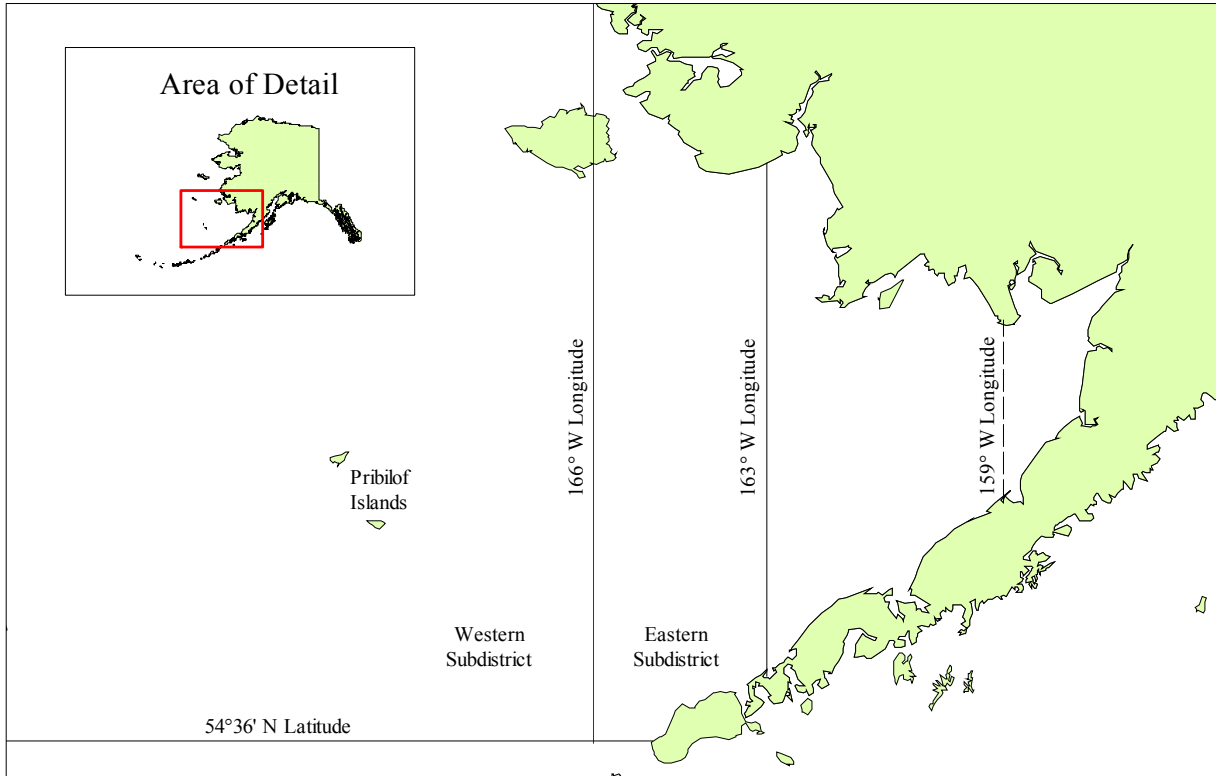 Area of Detail
166° W Longitude
163° W Longitude
159° W Longitude
Pribilof
Islands
Western
Subdistrict
Eastern
Subdistrict
54°36' N Latitude